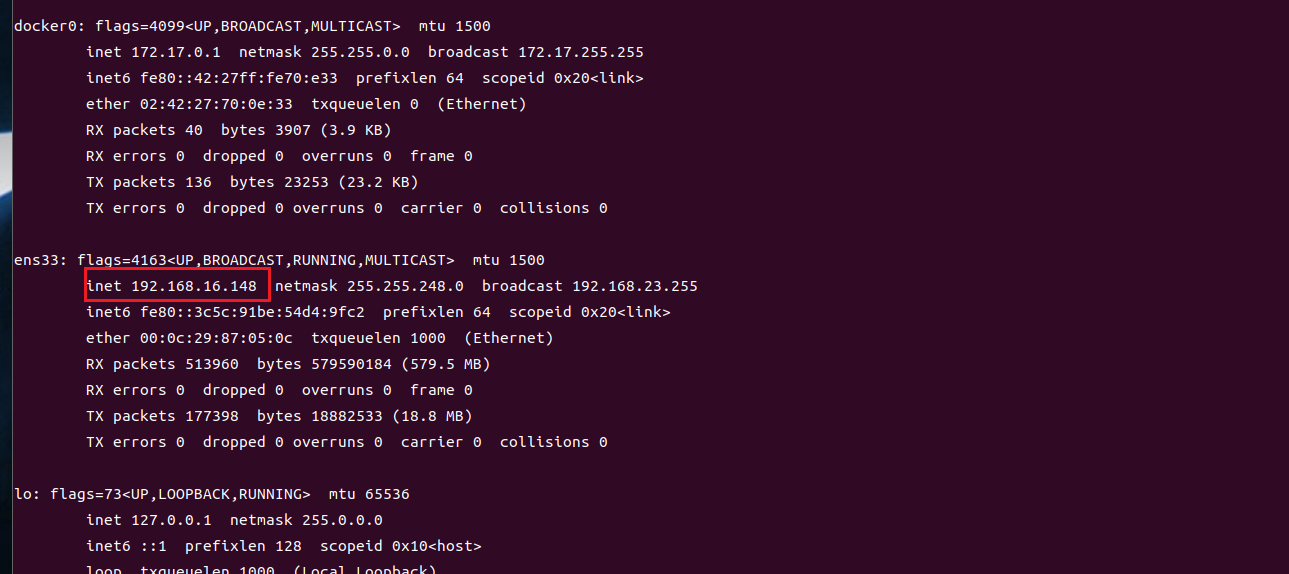 docker0: flags=4099<UP,BROADCAST,MULTICAST>  mtu 1500
        inet 172.17.0.1  netmask 255.255.0.0  broadcast 172.17.255.255
        inet6 fe80::42:27ff:fe70:e33  prefixlen 64  scopeid 0x20<link>
        ether 02:42:27:70:0e:33  txqueuelen 0  (Ethernet)
        RX packets 40  bytes 3907 (3.9 KB)
        RX errors 0  dropped 0  overruns 0  frame 0
        TX packets 136  bytes 23253 (23.2 KB)
        TX errors 0  dropped 0 overruns 0  carrier 0  collisions 0

ens33: flags=4163<UP,BROADCAST,RUNNING,MULTICAST>  mtu 1500
        inet 192.168.16.148  netmask 255.255.248.0  broadcast 192.168.23.255
        inet6 fe80::3c5c:91be:54d4:9fc2  prefixlen 64  scopeid 0x20<link>
        ether 00:0c:29:87:05:0c  txqueuelen 1000  (Ethernet)
        RX packets 513960  bytes 579590184 (579.5 MB)
        RX errors 0  dropped 0  overruns 0  frame 0
        TX packets 177398  bytes 18882533 (18.8 MB)
        TX errors 0  dropped 0 overruns 0  carrier 0  collisions 0

lo: flags=73<UP,LOOPBACK,RUNNING>  mtu 65536
        inet 127.0.0.1  netmask 255.0.0.0
        inet6 ::1  prefixlen 128  scopeid 0x10<host>
        loop  txqueuelen 1000  (Local Loopback)